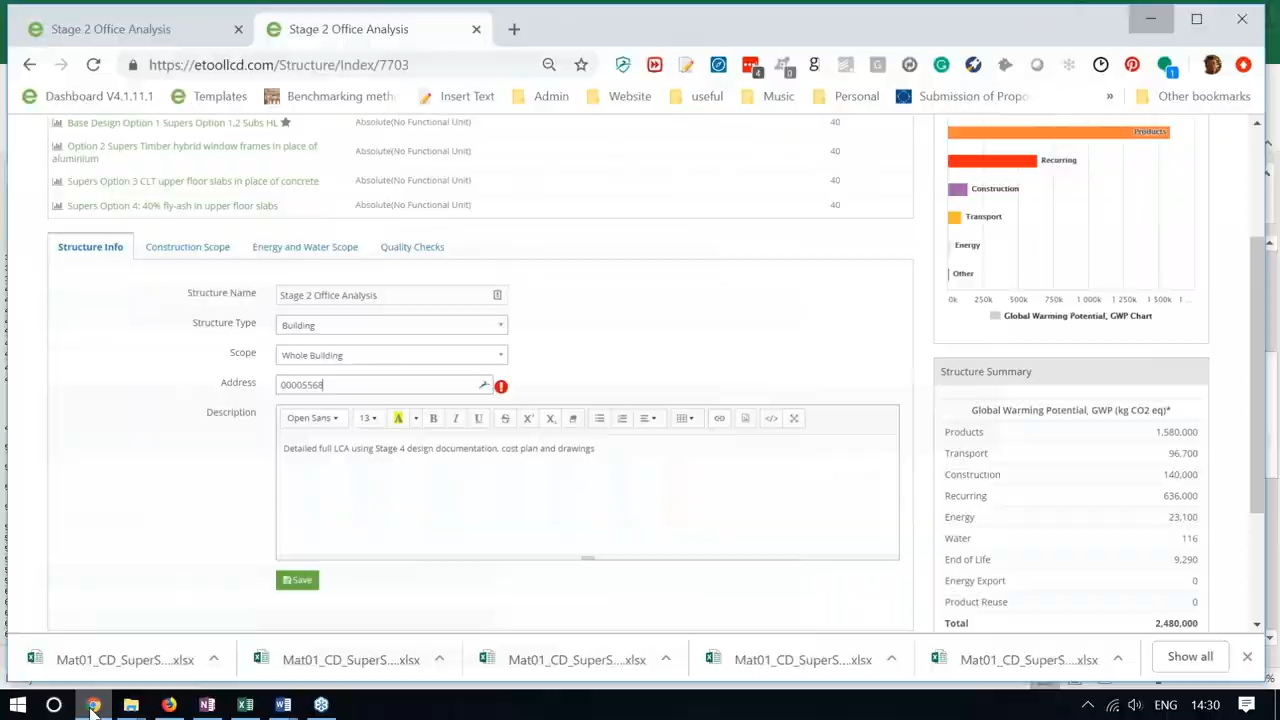 Stage 2 Office Analysis
Stage 2 Office Analysis
https://etoollcd.com/Structure/Index/7703
4
0
g
G
1
Dashboard V4.1.11.1
Templates
Benchmarking meth
Insert Text
Admin
Website
useful
Music
Personal
Submission of Propo
»
Other bookmarks
Base Design Option 1 Supers Option 1,2 Subs HL
Absolute(No Functional Unit)
40
Option 2 Supers Timber hybrid window frames in place of
aluminium
Absolute(No Functional Unit)
40
Supers Option 3 CLT upper floor slabs in place of concrete
Absolute(No Functional Unit)
40
Supers Option 4: 40% fly-ash in upper floor slabs
Absolute(No Functional Unit)
40
Structure Info
Construction Scope
Energy and Water Scope
Quality Checks
Structure Name
Stage 2 Office Analysis
Structure Type
Building
Scope
Whole Building
Address
00005568
Description
Open Sans
13
A
B
I
U
S
X
X
</>
Detailed full LCA using Stage 4 design documentation. cost plan and drawings
Save
Products
Recurring
Construction
Transport
Energy
Other
0k 250k 500k 750k 1 000k 1 250k 1 500k 1 ...
Global Warming Potential, GWP Chart
Structure Summary
Global Warming Potential, GWP (kg CO2 eq)*
Products 1,580,000
Transport 96,700
Construction 140,000
Recurring 636,000
Energy 23,100
Water 116
End of Life 9,290
Energy Export 0
Product Reuse 0
Total 2,480,000
Mat01_CD_SuperS....xlsx
Mat01_CD_SuperS....xlsx
Mat01_CD_SuperS....xlsx
Mat01_CD_SuperS....xlsx
Mat01_CD_SuperS....xlsx
Show all
%
ENG
14:30